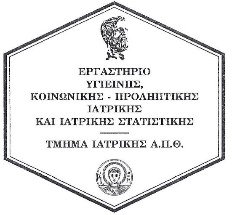 ΕΡΓΑΣΤΗΡΙΟ
ΥΓΙΕΙΝΗΣ,
ΚΟΙΝΩΝΙΚΗΣ - ΠΡΟΛΗΠΤΙΚΗΣ
ΙΑΤΡΙΚΗΣ
ΚΑΙ ΙΑΤΡΙΚΗΣ ΣΤΑΤΙΣΤΙΚΗΣ
ΤΜΗΜΑ ΙΑΤΡΙΚΗΣ Α.Π.Θ.